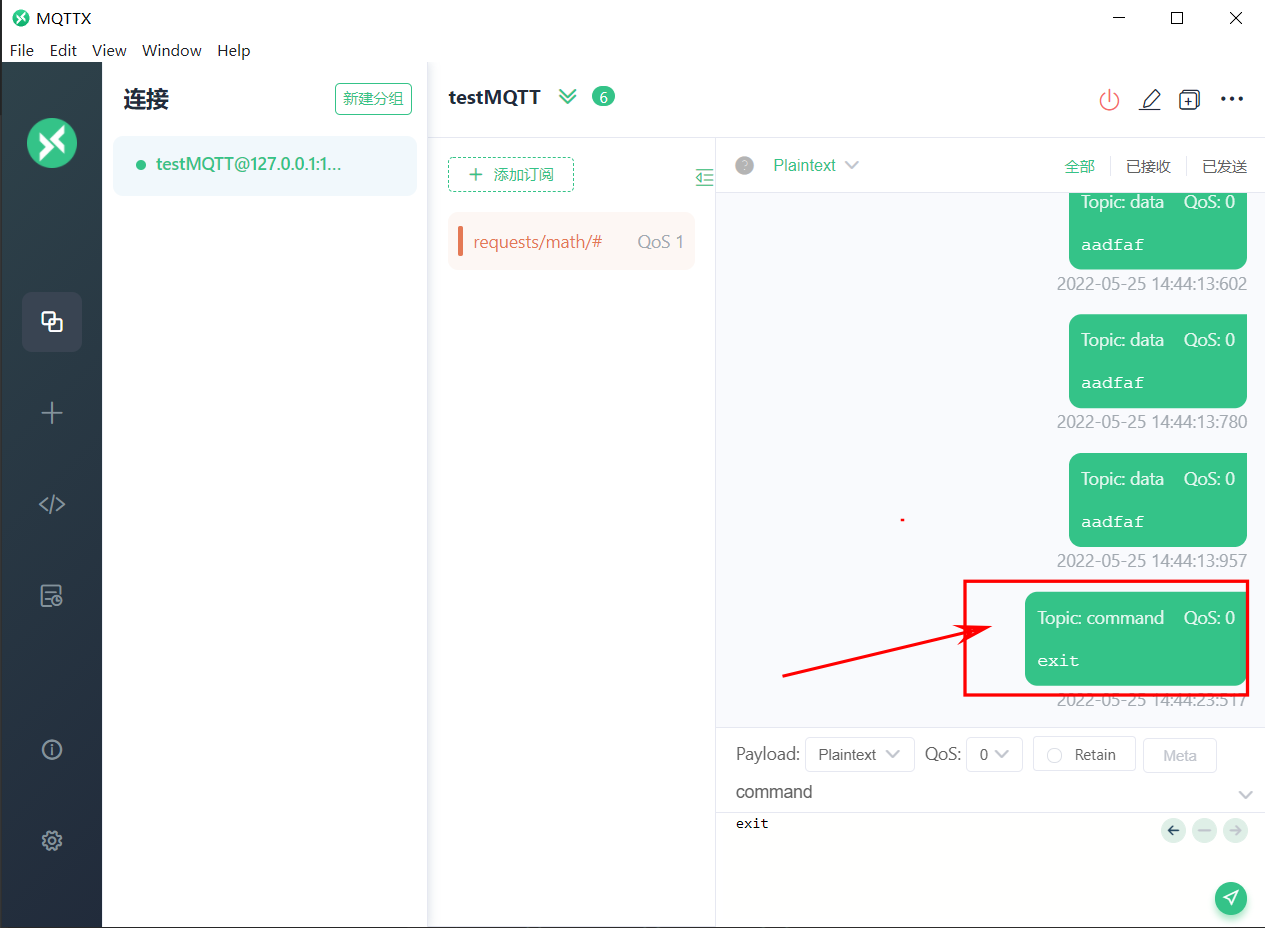 MQTTX
File Edit View Window Help
连接
新建分组
testMQTT@127.0.0.1:1...
testMQTT 6
添加订阅
requests/math/# QoS 1
Plaintext
全部 已接收 已发送
Topic: data QoS: 0
aadfaf
2022-05-25 14:44:13:602
Topic: data QoS: 0
aadfaf
2022-05-25 14:44:13:780
Topic: data QoS: 0
aadfaf
2022-05-25 14:44:13:957
Topic: command QoS: 0
exit
2022-05-25 14:44:23:517
Payload: Plaintext QoS: 0 Retain Meta
command
exit